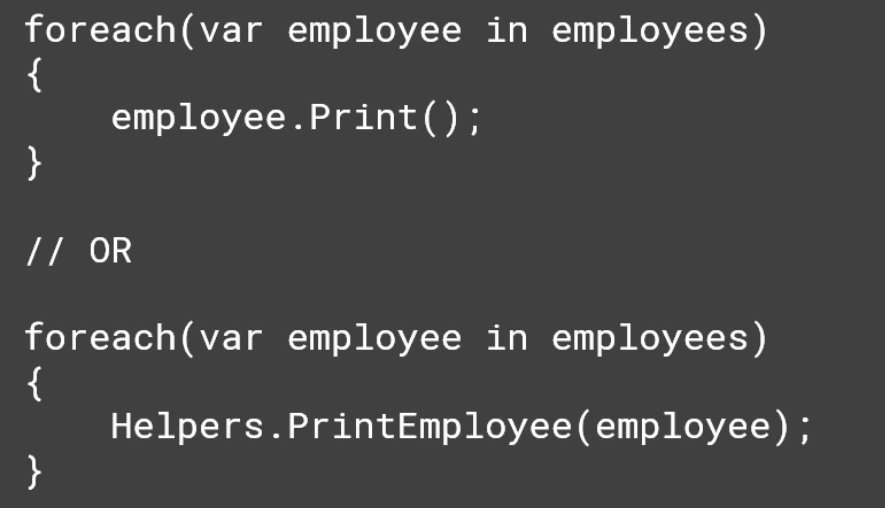 foreach(var employee in employees)
{
    employee.Print();
}
// OR
foreach(var employee in employees)
{
    Helpers.PrintEmployee(employee);
}